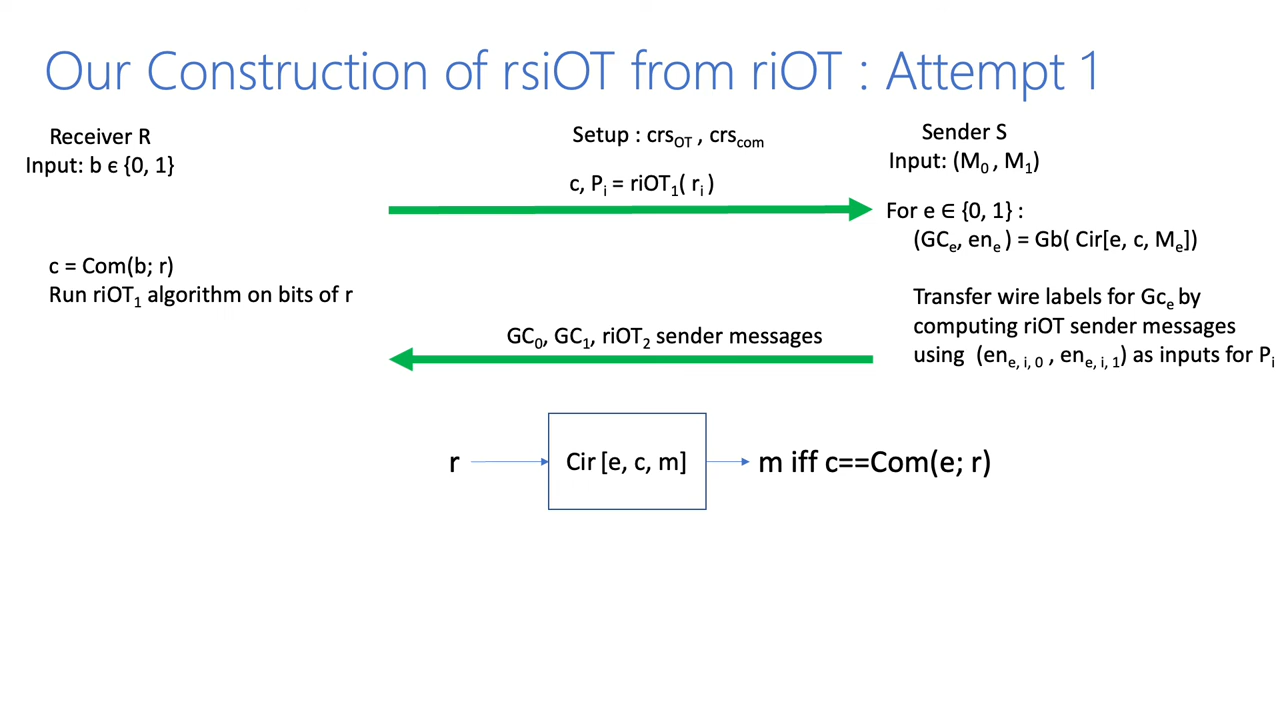 Our Construction of rsiOT from riOT : Attempt 1
Receiver R
Input: b ϵ {0, 1}
Setup : crs_OT , crs_com
Sender S
Input: (M_0 , M_1)
c, P_i = riOT_1( r_i )
For e ∈ {0, 1} :
(GC_e, en_e ) = Gb( Cir[e, c, M_e])
c = Com(b; r)
Run riOT_1 algorithm on bits of r
Transfer wire labels for Gc_e by
computing riOT sender messages
using (en_e, i, 0 , en_e, i, 1) as inputs for P_i
GC_0, GC_1, riOT_2 sender messages
r
Cir [e, c, m]
m iff c==Com(e; r)